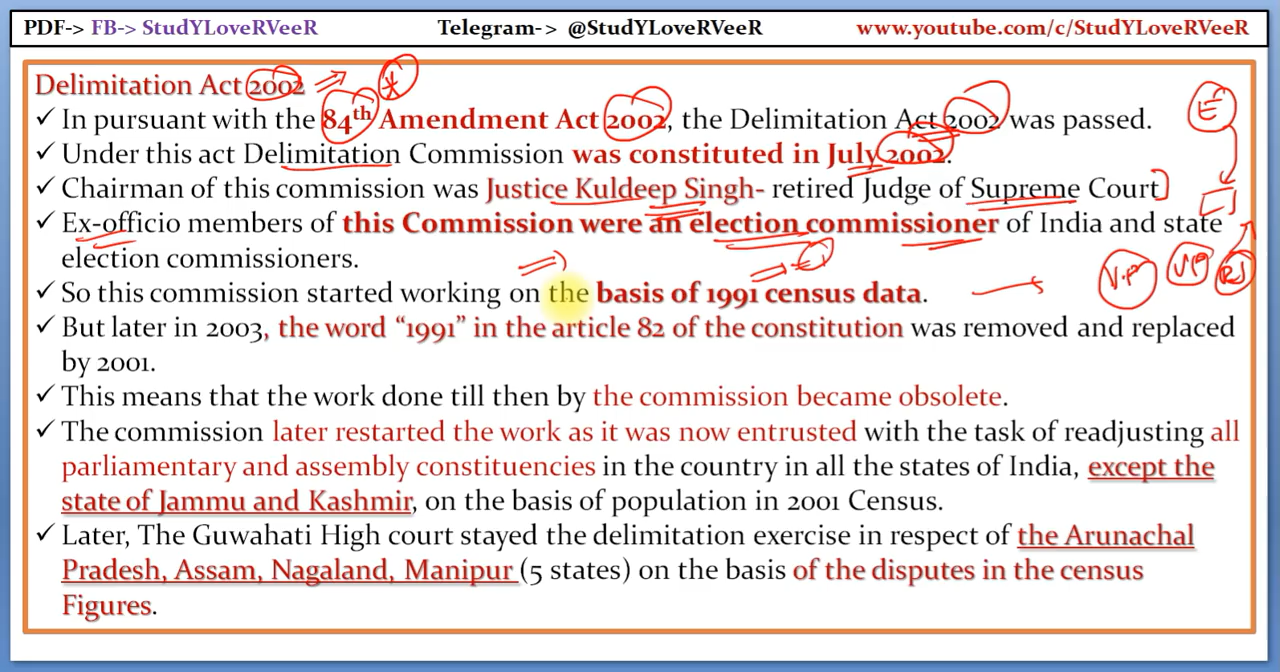 PDF-> FB-> StudYLoveRVeeR Telegram-> @StudYLoveRVeeR www.youtube.com/c/StudYLoveRVeeR
Delimitation Act 2002
✓ In pursuant with the 84th Amendment Act 2002, the Delimitation Act 2002 was passed.
✓ Under this act Delimitation Commission was constituted in July 2002.
✓ Chairman of this commission was Justice Kuldeep Singh- retired Judge of Supreme Court
✓ Ex-officio members of this Commission were an election commissioner of India and state
election commissioners.
✓ So this commission started working on the basis of 1991 census data.
✓ But later in 2003, the word “1991” in the article 82 of the constitution was removed and replaced
by 2001.
✓ This means that the work done till then by the commission became obsolete.
✓ The commission later restarted the work as it was now entrusted with the task of readjusting all
parliamentary and assembly constituencies in the country in all the states of India, except the
state of Jammu and Kashmir, on the basis of population in 2001 Census.
✓ Later, The Guwahati High court stayed the delimitation exercise in respect of the Arunachal
Pradesh, Assam, Nagaland, Manipur (5 states) on the basis of the disputes in the census
Figures.
E
V.P